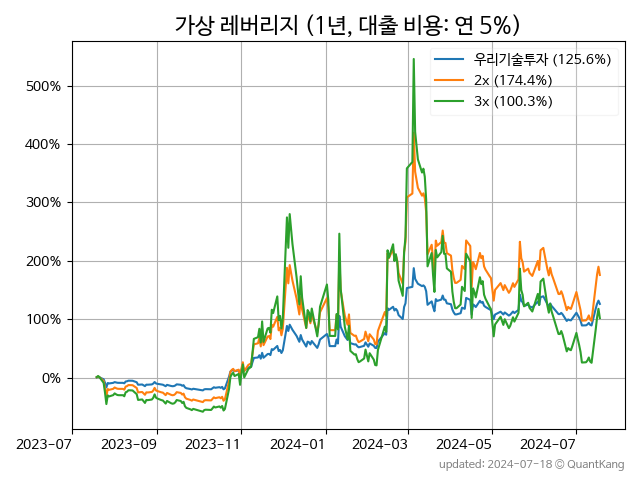 가상 레버리지 (1년, 대출 비용: 연 5%)
우리기술투자 (125.6%)
2x (174.4%)
3x (100.3%)
500%
400%
300%
200%
100%
0%
2023-07
2023-09
2023-11
2024-01
2024-03
2024-05
2024-07
updated: 2024-07-18 © QuantKang